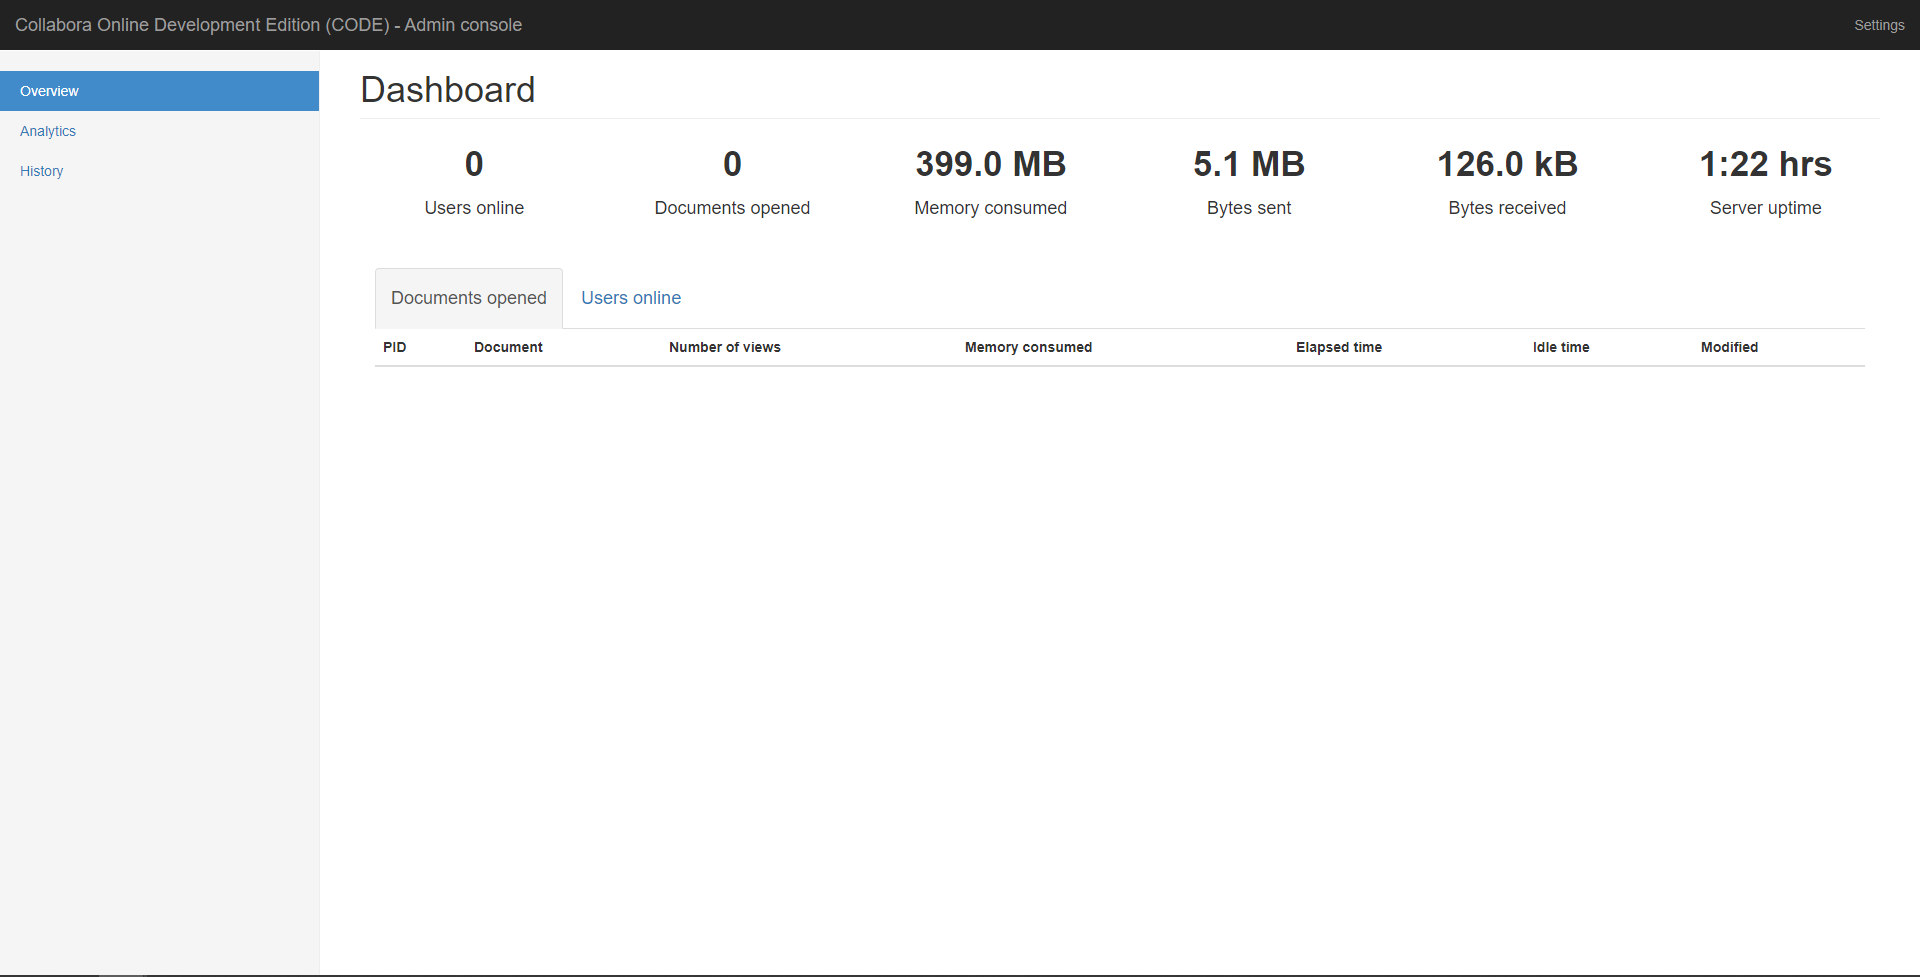 Collabora Online Development Edition (CODE) - Admin console
Settings
Overview
Analytics
History
Dashboard
0
Users online
0
Documents opened
399.0 MB
Memory consumed
5.1 MB
Bytes sent
126.0 kB
Bytes received
1:22 hrs
Server uptime
Documents opened
Users online
PID Document Number of views Memory consumed Elapsed time Idle time Modified